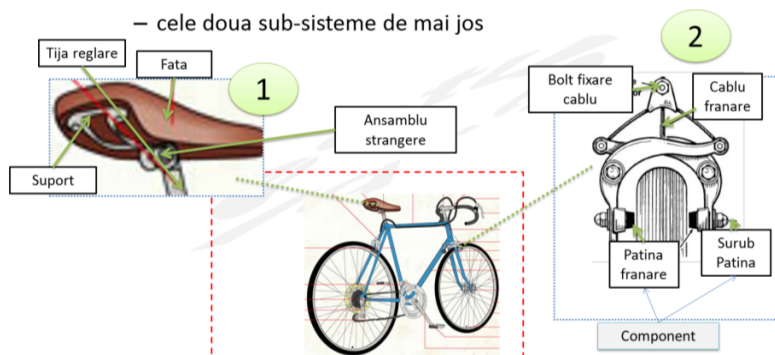 – cele doua sub-sisteme de mai jos
Tija reglare
Fata
1
Ansamblu
strangere
Suport
2
Bolt fixare
cablu
Cablu
franare
Patina
franare
Surub
Patina
Component